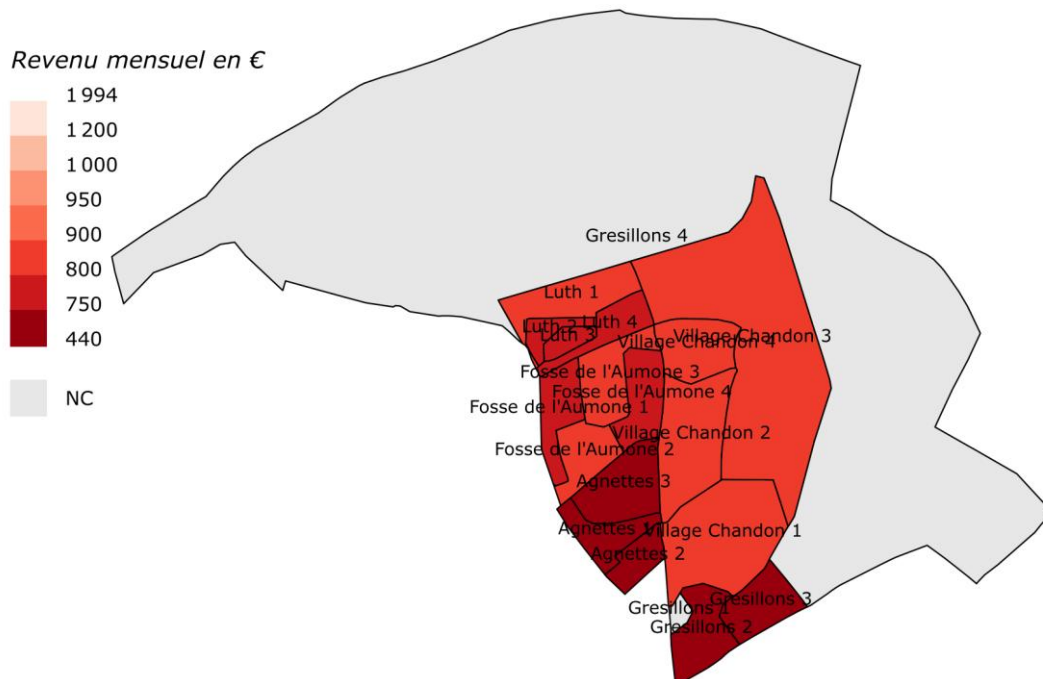 Revenu mensuel en €
1 994
1 200
1 000
950
900
800
750
440
NC
Gresillons 4
Luth 1
Luth 2
Luth 4
Luth 3
Village Chandon 3
Village Chandon 4
Fosse de l'Aumone 3
Fosse de l'Aumone 4
Fosse de l'Aumone 1
Village Chandon 2
Fosse de l'Aumone 2
Agnettes 3
Agnettes 1
Village Chandon 1
Agnettes 2
Gresillons 3
Gresillons 1
Gresillons 2